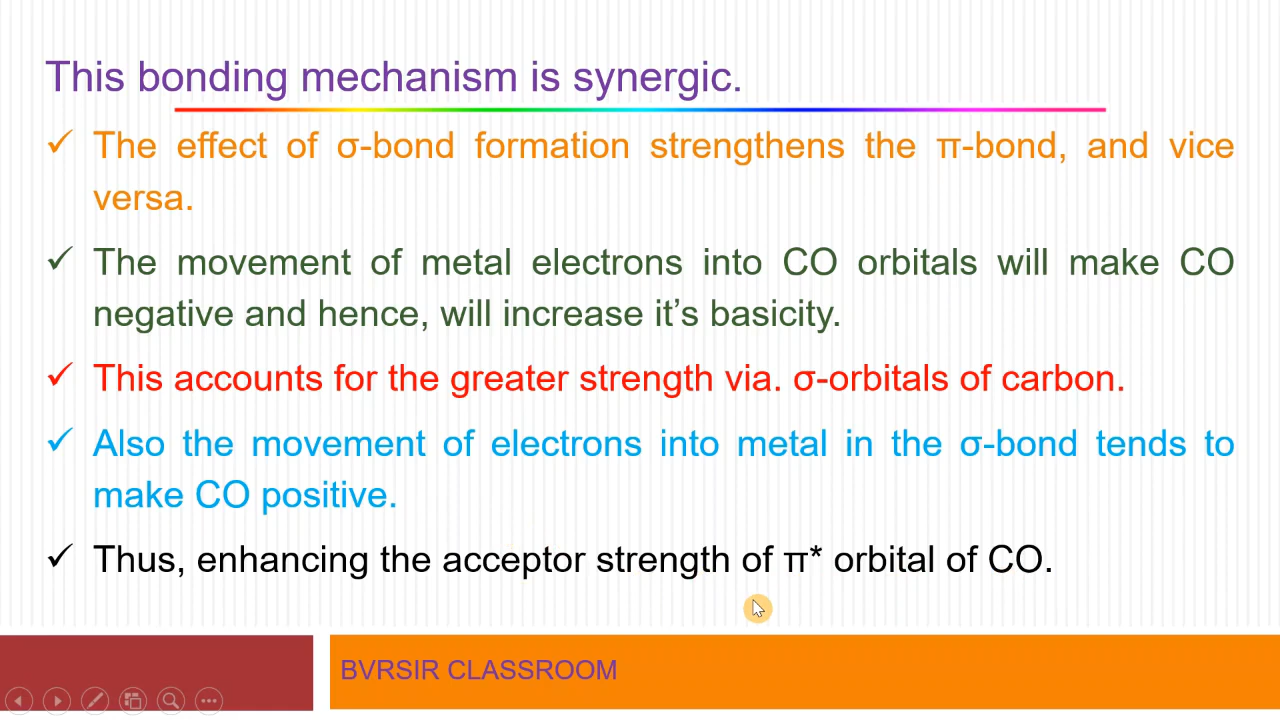 This bonding mechanism is synergic.
✓ The effect of σ-bond formation strengthens the π-bond, and vice
versa.
✓ The movement of metal electrons into CO orbitals will make CO
negative and hence, will increase it’s basicity.
✓ This accounts for the greater strength via. σ-orbitals of carbon.
✓ Also the movement of electrons into metal in the σ-bond tends to
make CO positive.
✓ Thus, enhancing the acceptor strength of π* orbital of CO.
BVRSIR CLASSROOM